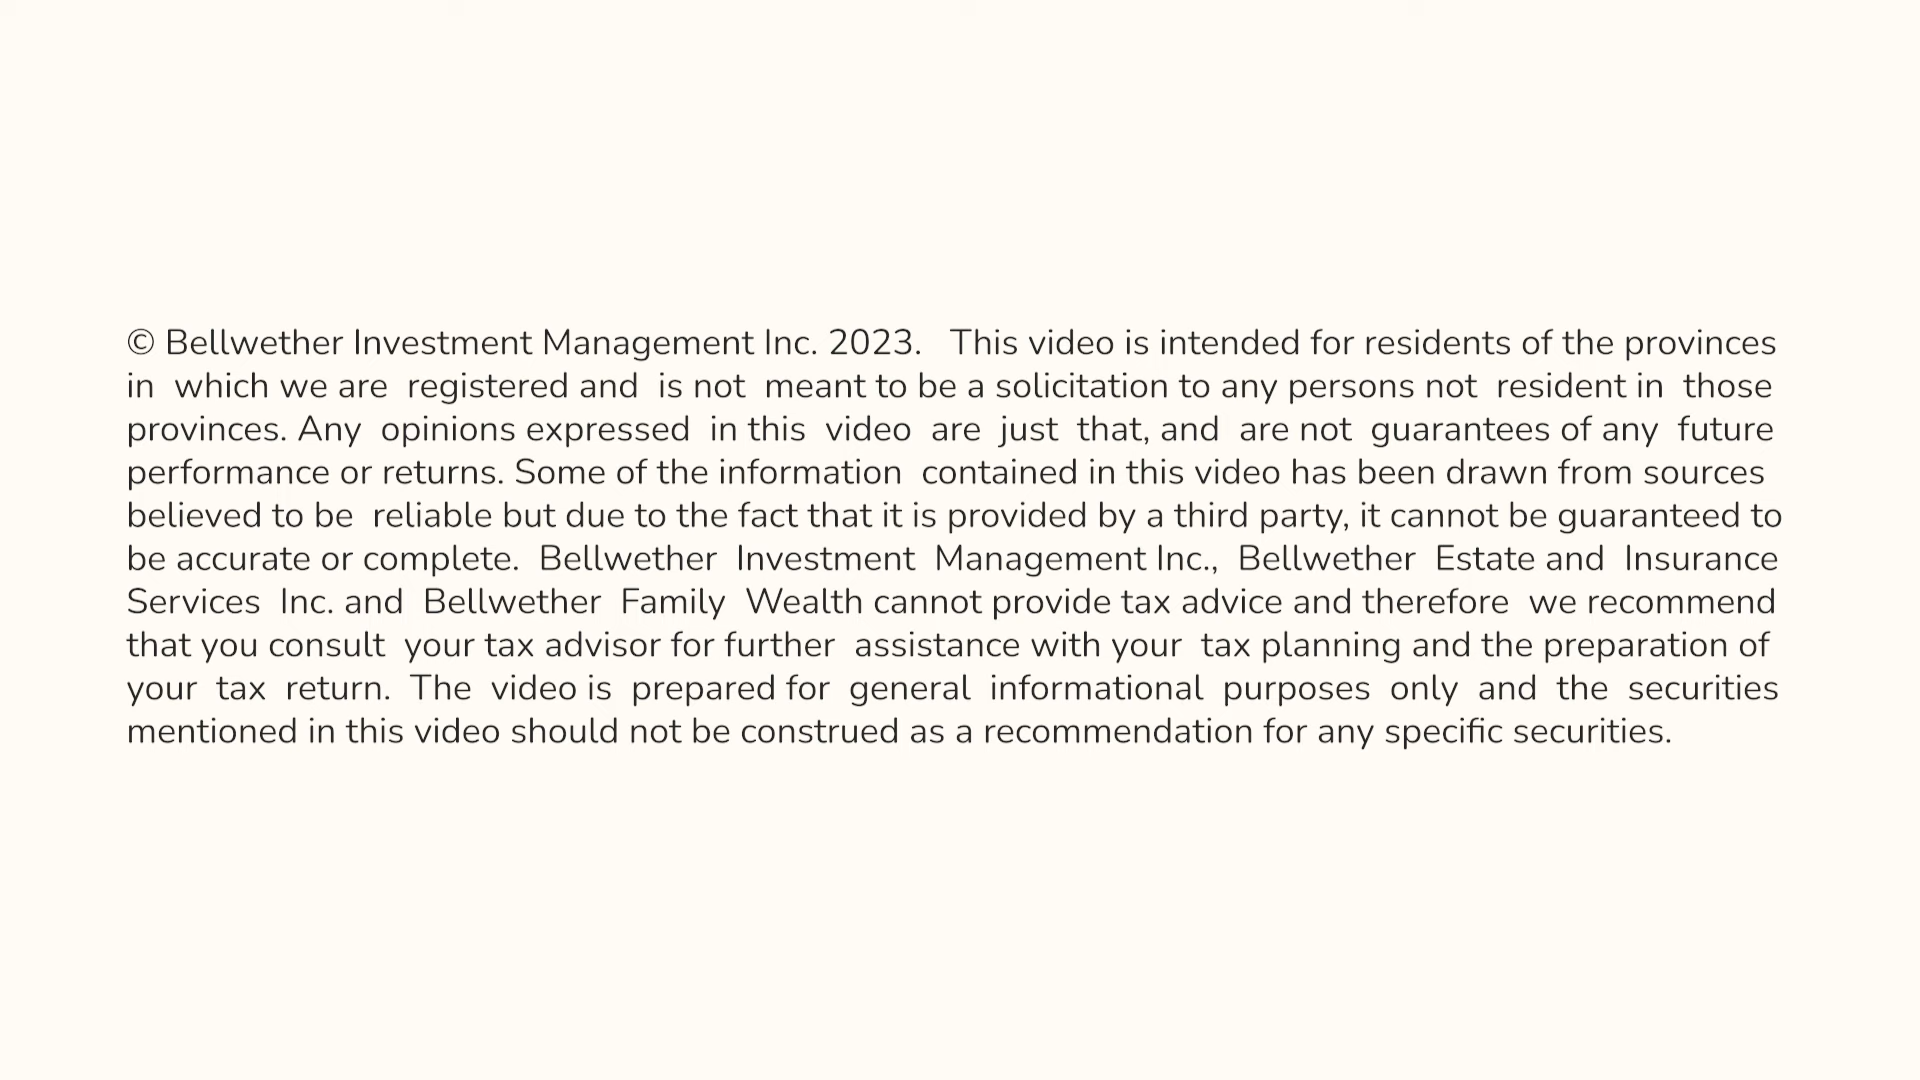 © Bellwether Investment Management Inc. 2023.   This video is intended for residents of the provinces
in  which we are  registered and  is not  meant to be a solicitation to any persons not  resident in  those
provinces. Any  opinions expressed  in this  video  are  just  that, and  are not  guarantees of any  future
performance or returns. Some of the information  contained in this video has been drawn from sources
believed to be  reliable but due to the fact that it is provided by a third party, it cannot be guaranteed to
be accurate or complete.  Bellwether  Investment  Management Inc.,  Bellwether  Estate and  Insurance
Services  Inc. and  Bellwether  Family  Wealth cannot provide tax advice and therefore  we recommend
that you consult  your tax advisor for further  assistance with your  tax planning and the preparation of
your  tax  return.  The  video is  prepared for  general  informational  purposes  only  and  the  securities
mentioned in this video should not be construed as a recommendation for any specific securities.